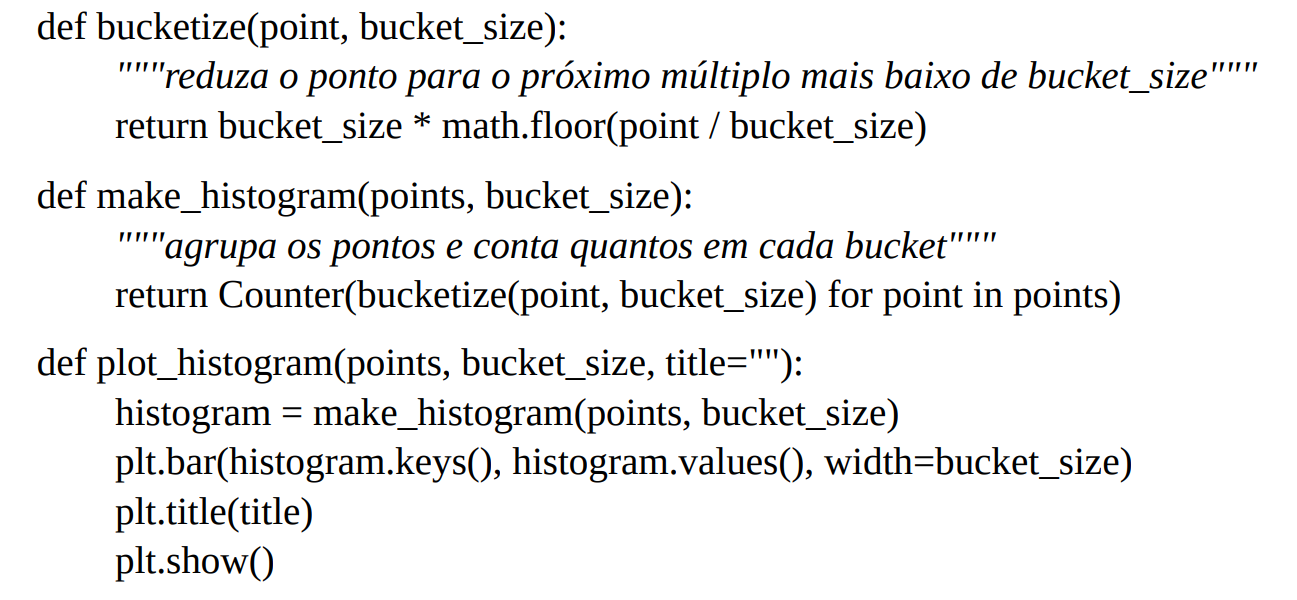 def bucketize(point, bucket_size):
"""reduza o ponto para o próximo múltiplo mais baixo de bucket_size"""
return bucket_size * math.floor(point / bucket_size)
def make_histogram(points, bucket_size):
"""agrupa os pontos e conta quantos em cada bucket"""
return Counter(bucketize(point, bucket_size) for point in points)
def plot_histogram(points, bucket_size, title=""):
histogram = make_histogram(points, bucket_size)
plt.bar(histogram.keys(), histogram.values(), width=bucket_size)
plt.title(title)
plt.show()